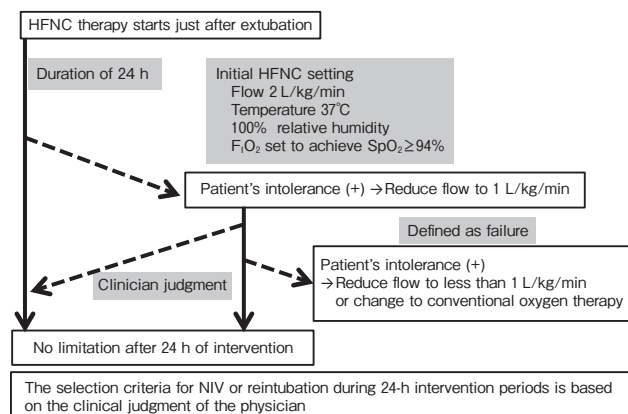 HFNC therapy starts just after extubation
Duration of 24 h
Initial HFNC setting
Flow 2 L/kg/min
Temperature 37℃
100% relative humidity
FIO2 set to achieve SpO2≥94%
Patient's intolerance (+) →Reduce flow to 1 L/kg/min
Defined as failure
Patient's intolerance (+)
→Reduce flow to less than 1 L/kg/min
or change to conventional oxygen therapy
Clinician judgment
No limitation after 24 h of intervention
The selection criteria for NIV or reintubation during 24-h intervention periods is based
on the clinical judgment of the physician